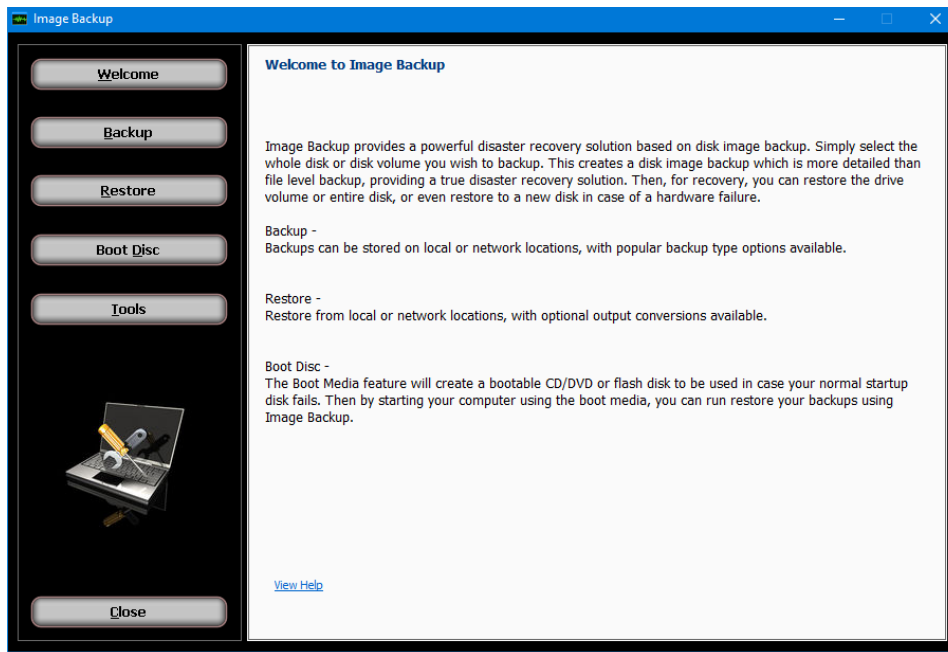 Image Backup
Welcome
Backup
Restore
Boot Disc
Tools
Close
Welcome to Image Backup
Image Backup provides a powerful disaster recovery solution based on disk image backup. Simply select the
whole disk or disk volume you wish to backup. This creates a disk image backup which is more detailed than
file level backup, providing a true disaster recovery solution. Then, for recovery, you can restore the drive
volume or entire disk, or even restore to a new disk in case of a hardware failure.
Backup -
Backups can be stored on local or network locations, with popular backup type options available.
Restore -
Restore from local or network locations, with optional output conversions available.
Boot Disc -
The Boot Media feature will create a bootable CD/DVD or flash disk to be used in case your normal startup
disk fails. Then by starting your computer using the boot media, you can run restore your backups using
Image Backup.
View Help